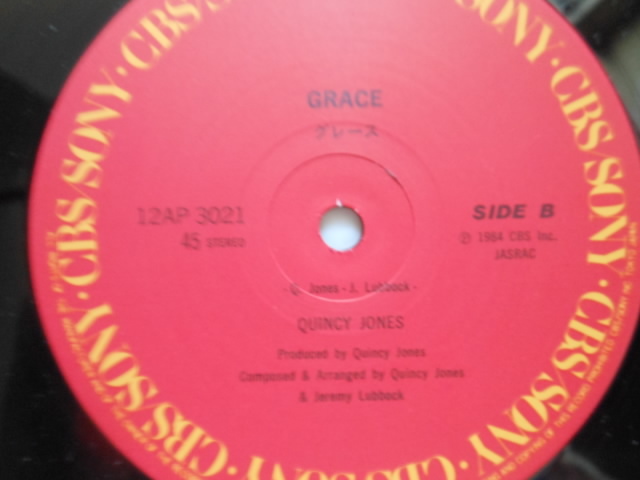 CBS/SONY · CBS/SONY · CBS/SONY · CBS/SONY · CBS/SONY · CBS/SONY
GRACE
グレース
12AP 3021
45 STEREO
SIDE B
℗ 1984 CBS Inc.
JASRAC
-Q. Jones - J. Lubbock-
QUINCY JONES
Produced by Quincy Jones
Composed & Arranged by Quincy Jones
& Jeremy Lubbock